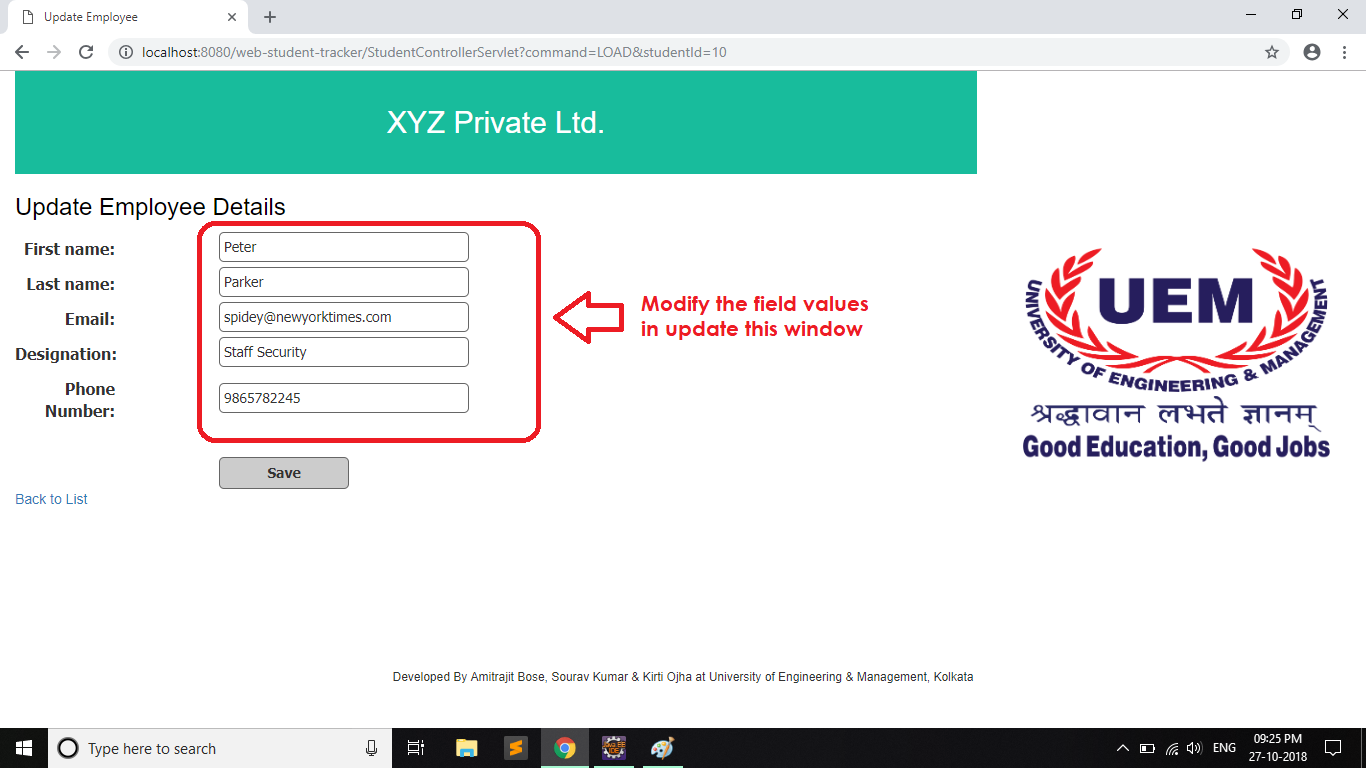 Update Employee
localhost:8080/web-student-tracker/StudentControllerServlet?command=LOAD&studentId=10
XYZ Private Ltd.
Update Employee Details
First name: Peter
Last name: Parker
Email: spidey@newyorktimes.com
Designation: Staff Security
Phone Number: 9865782245
Modify the field values
in update this window
Save
Back to List
UEM
UNIVERSITY OF ENGINEERING & MANAGEMENT
श्रद्धावान लभते ज्ञानम्
Good Education, Good Jobs
Developed By Amitrajit Bose, Sourav Kumar & Kirti Ojha at University of Engineering & Management, Kolkata
Type here to search
ENG
09:25 PM
27-10-2018